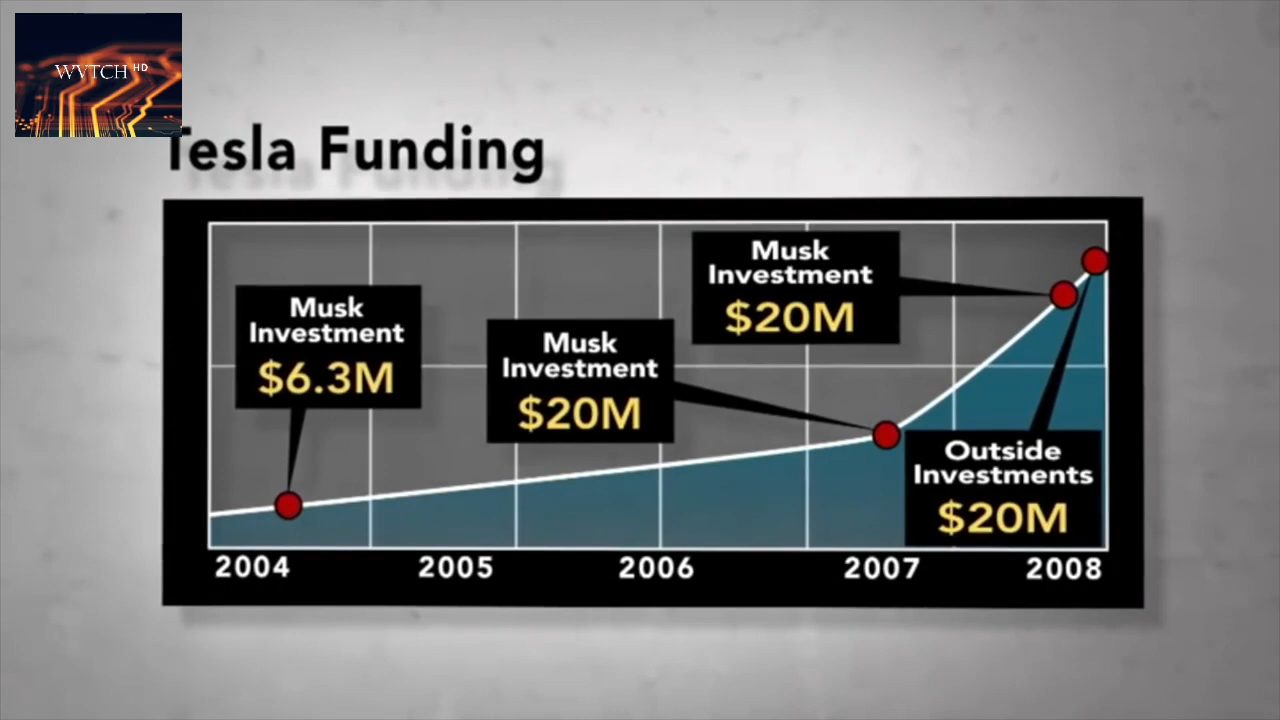 WVTCH HD
Tesla Funding
Musk
Investment
$6.3M
Musk
Investment
$20M
Musk
Investment
$20M
Outside
Investments
$20M
2004 2005 2006 2007 2008